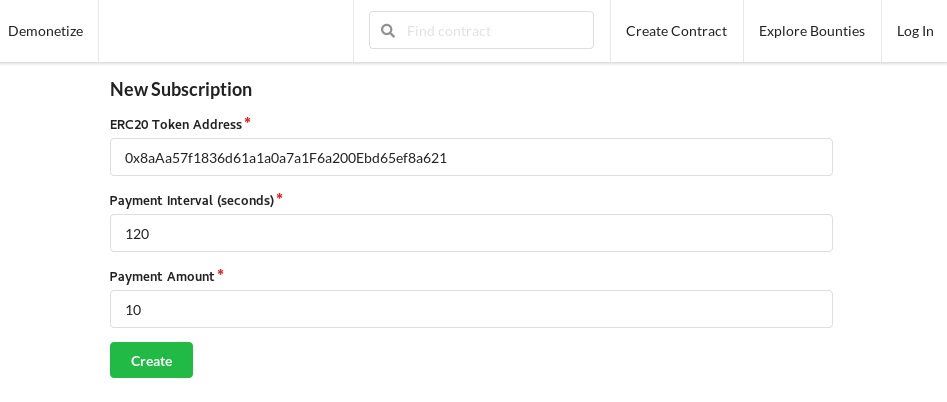 Demonetize
Find contract
Create Contract
Explore Bounties
Log In
New Subscription
ERC20 Token Address*
0x8aAa57f1836d61a1a0a7a1F6a200Ebd65ef8a621
Payment Interval (seconds)*
120
Payment Amount*
10
Create